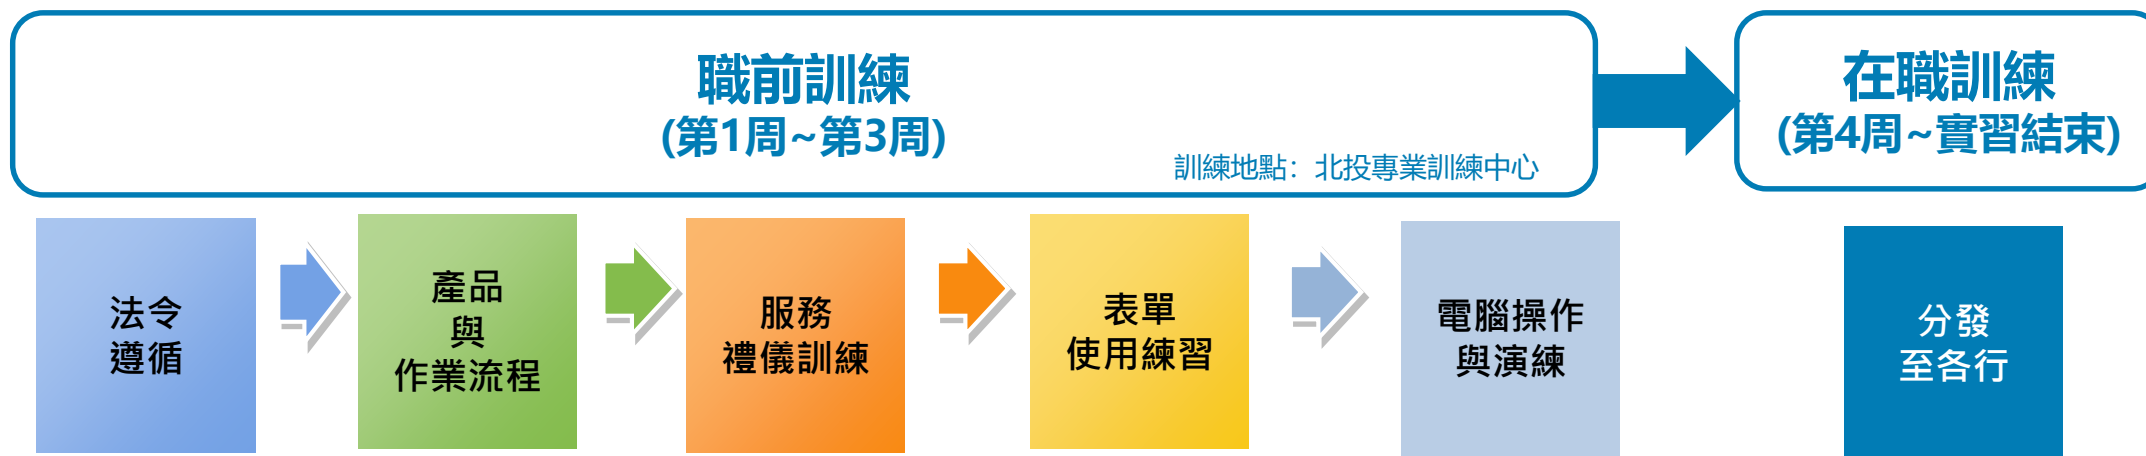 職前訓練
(第1周~第3周)
訓練地點：北投專業訓練中心
在職訓練
(第4周~實習結束)
法令
遵循
產品
與
作業流程
服務
禮儀訓練
表單
使用練習
電腦操作
與演練
分發
至各行